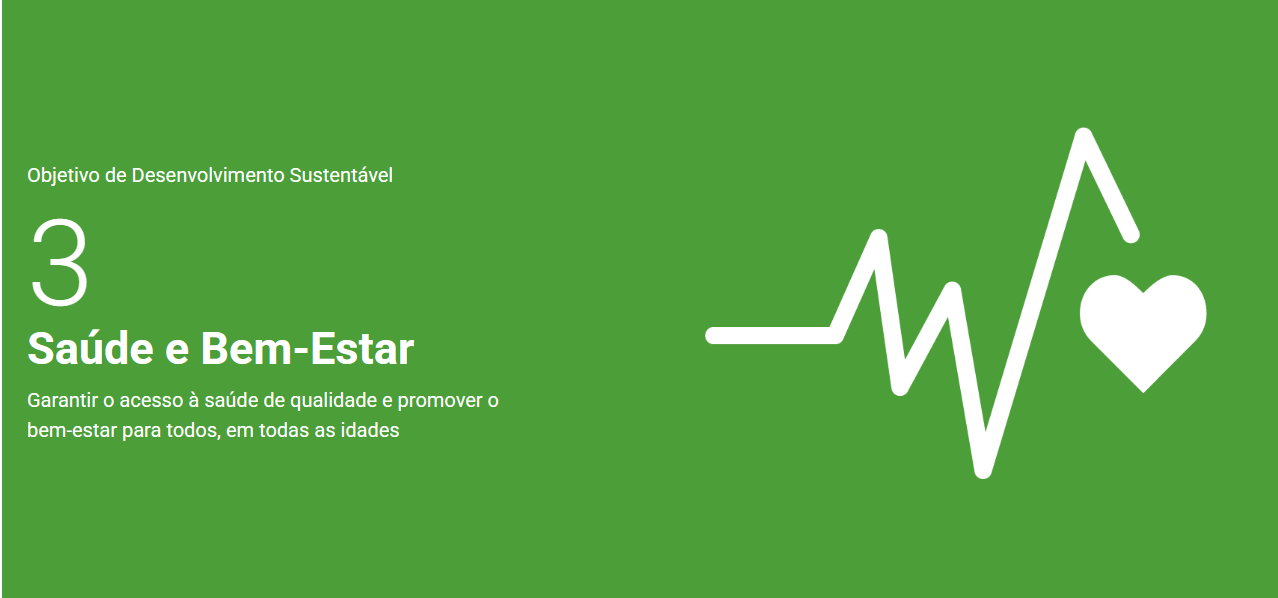 Objetivo de Desenvolvimento Sustentável
3
Saúde e Bem-Estar
Garantir o acesso à saúde de qualidade e promover o
bem-estar para todos, em todas as idades